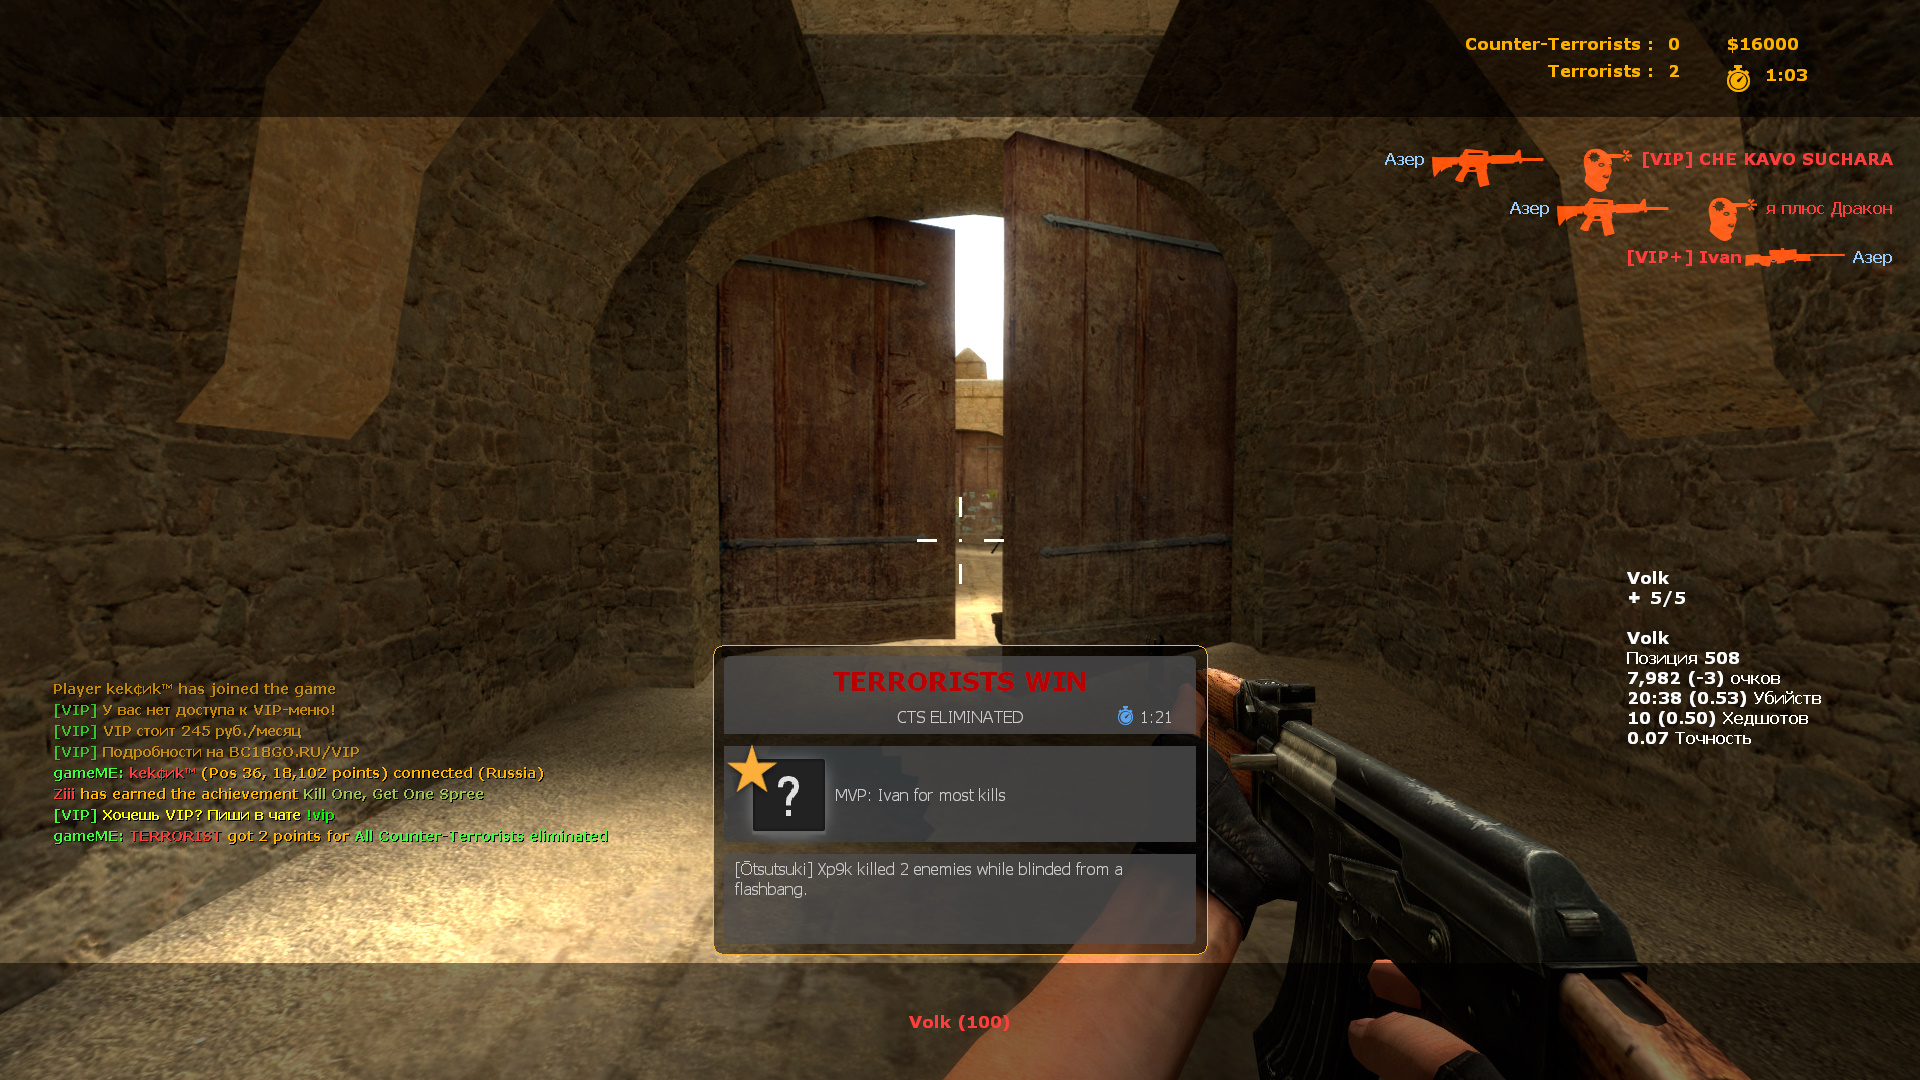 Counter-Terrorists : 0 $16000
Terrorists : 2 1:03
Азер [VIP] CHE KAVO SUCHARA
Азер я плюс Дракон
[VIP+] Ivan Азер
Volk
+ 5/5
Volk
Позиция 508
7,982 (-3) очков
20:38 (0.53) Убийств
10 (0.50) Хедшотов
0.07 Точность
Player kek¢иk™ has joined the game
[VIP] У вас нет доступа к VIP-меню!
[VIP] VIP стоит 245 руб./месяц
[VIP] Подробности на BC18GO.RU/VIP
gameME: kek¢иk™ (Pos 36, 18,102 points) connected (Russia)
Ziii has earned the achievement Kill One, Get One Spree
[VIP] Хочешь VIP? Пиши в чате !vip
gameME: TERRORIST got 2 points for All Counter-Terrorists eliminated
TERRORISTS WIN
CTS ELIMINATED 1:21
?
MVP: Ivan for most kills
[Ōtsutsuki] Xp9k killed 2 enemies while blinded from a
flashbang.
Volk (100)